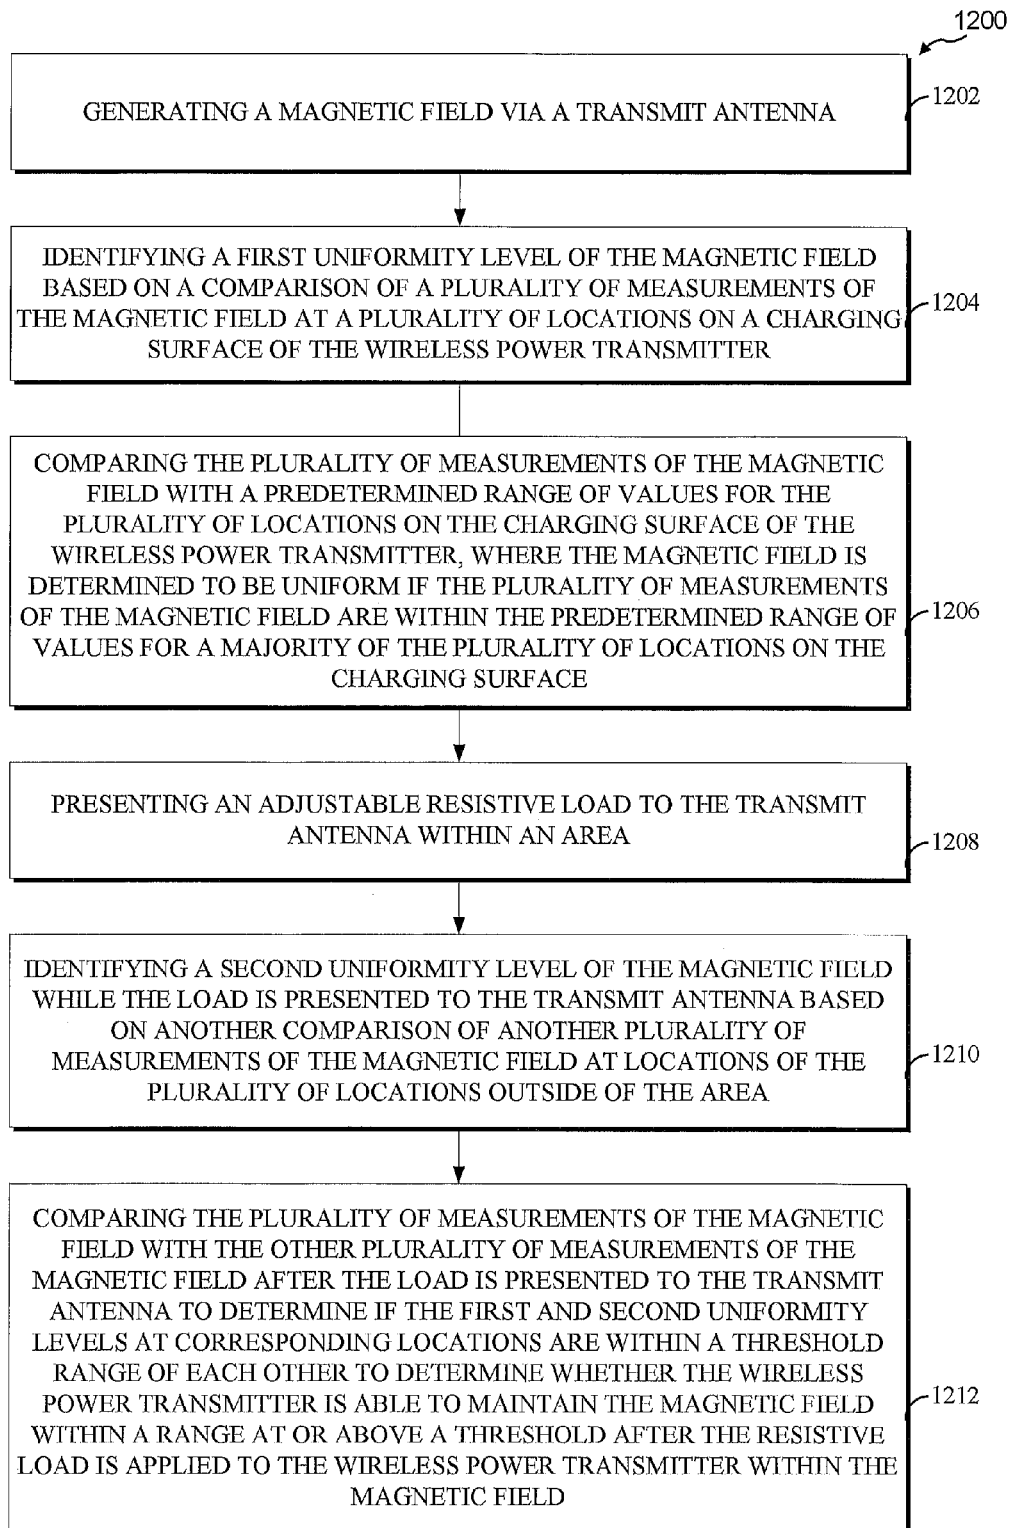 1200
GENERATING A MAGNETIC FIELD VIA A TRANSMIT ANTENNA
1202
IDENTIFYING A FIRST UNIFORMITY LEVEL OF THE MAGNETIC FIELD
BASED ON A COMPARISON OF A PLURALITY OF MEASUREMENTS OF
THE MAGNETIC FIELD AT A PLURALITY OF LOCATIONS ON A CHARGING
SURFACE OF THE WIRELESS POWER TRANSMITTER
1204
COMPARING THE PLURALITY OF MEASUREMENTS OF THE MAGNETIC
FIELD WITH A PREDETERMINED RANGE OF VALUES FOR THE
PLURALITY OF LOCATIONS ON THE CHARGING SURFACE OF THE
WIRELESS POWER TRANSMITTER, WHERE THE MAGNETIC FIELD IS
DETERMINED TO BE UNIFORM IF THE PLURALITY OF MEASUREMENTS
OF THE MAGNETIC FIELD ARE WITHIN THE PREDETERMINED RANGE OF
VALUES FOR A MAJORITY OF THE PLURALITY OF LOCATIONS ON THE
CHARGING SURFACE
1206
PRESENTING AN ADJUSTABLE RESISTIVE LOAD TO THE TRANSMIT
ANTENNA WITHIN AN AREA
1208
IDENTIFYING A SECOND UNIFORMITY LEVEL OF THE MAGNETIC FIELD
WHILE THE LOAD IS PRESENTED TO THE TRANSMIT ANTENNA BASED
ON ANOTHER COMPARISON OF ANOTHER PLURALITY OF
MEASUREMENTS OF THE MAGNETIC FIELD AT LOCATIONS OF THE
PLURALITY OF LOCATIONS OUTSIDE OF THE AREA
1210
COMPARING THE PLURALITY OF MEASUREMENTS OF THE MAGNETIC
FIELD WITH THE OTHER PLURALITY OF MEASUREMENTS OF THE
MAGNETIC FIELD AFTER THE LOAD IS PRESENTED TO THE TRANSMIT
ANTENNA TO DETERMINE IF THE FIRST AND SECOND UNIFORMITY
LEVELS AT CORRESPONDING LOCATIONS ARE WITHIN A THRESHOLD
RANGE OF EACH OTHER TO DETERMINE WHETHER THE WIRELESS
POWER TRANSMITTER IS ABLE TO MAINTAIN THE MAGNETIC FIELD
WITHIN A RANGE AT OR ABOVE A THRESHOLD AFTER THE RESISTIVE
LOAD IS APPLIED TO THE WIRELESS POWER TRANSMITTER WITHIN THE
MAGNETIC FIELD
1212